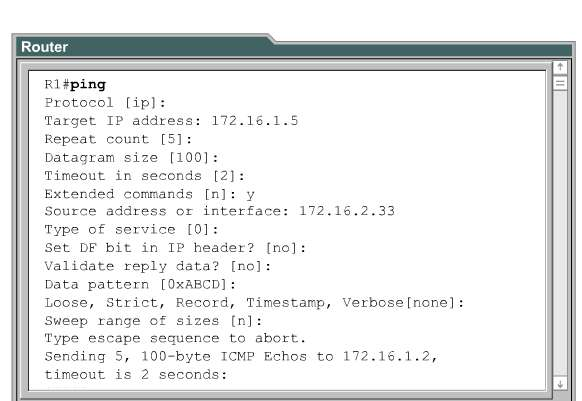 Router
R1#ping
Protocol [ip]:
Target IP address: 172.16.1.5
Repeat count [5]:
Datagram size [100]:
Timeout in seconds [2]:
Extended commands [n]: y
Source address or interface: 172.16.2.33
Type of service [0]:
Set DF bit in IP header? [no]:
Validate reply data? [no]:
Data pattern [0xABCD]:
Loose, Strict, Record, Timestamp, Verbose[none]:
Sweep range of sizes [n]:
Type escape sequence to abort.
Sending 5, 100-byte ICMP Echos to 172.16.1.2,
timeout is 2 seconds: